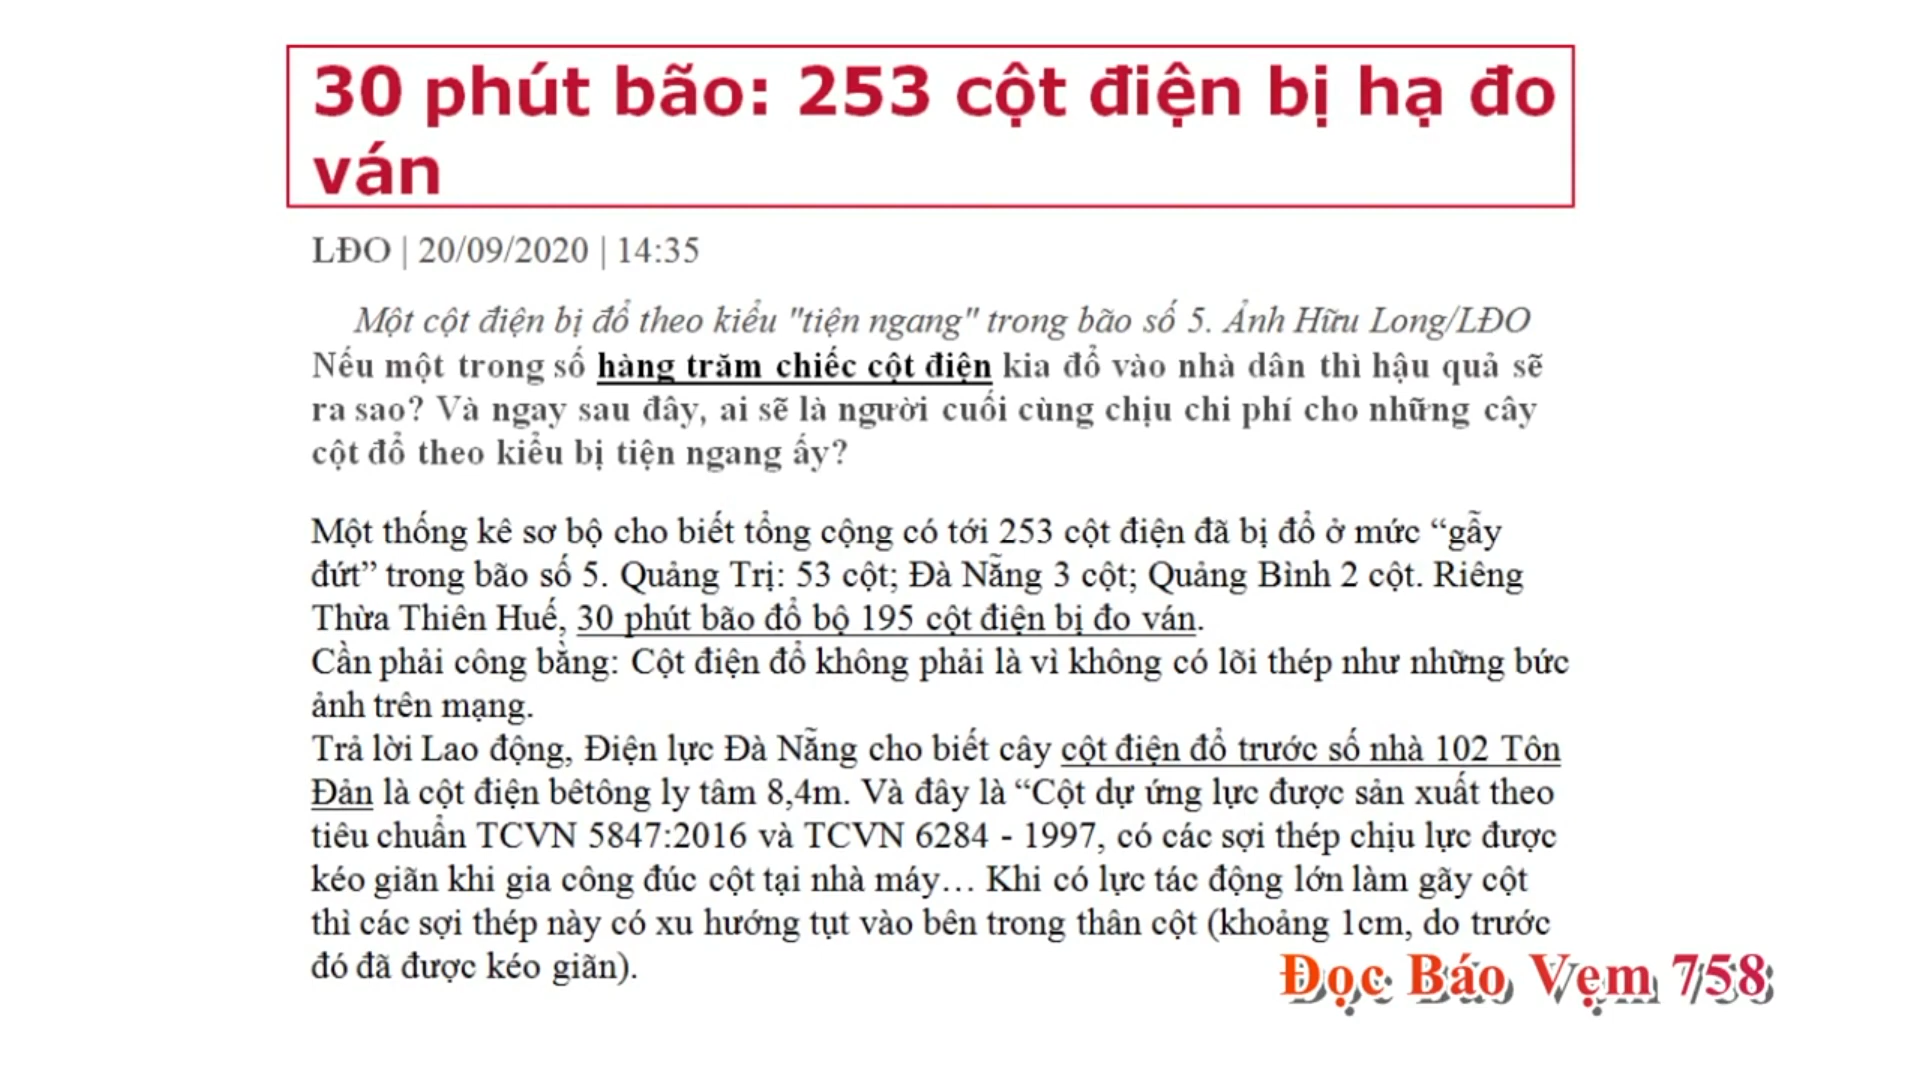 30 phút bão: 253 cột điện bị hạ đo
ván
LĐO | 20/09/2020 | 14:35
Một cột điện bị đổ theo kiểu "tiện ngang" trong bão số 5. Ảnh Hữu Long/LĐO
Nếu một trong số hàng trăm chiếc cột điện kia đổ vào nhà dân thì hậu quả sẽ
ra sao? Và ngay sau đây, ai sẽ là người cuối cùng chịu chi phí cho những cây
cột đổ theo kiểu bị tiện ngang ấy?
Một thống kê sơ bộ cho biết tổng cộng có tới 253 cột điện đã bị đổ ở mức “gẫy
đứt” trong bão số 5. Quảng Trị: 53 cột; Đà Nẵng 3 cột; Quảng Bình 2 cột. Riêng
Thừa Thiên Huế, 30 phút bão đổ bộ 195 cột điện bị đo ván.
Cần phải công bằng: Cột điện đổ không phải là vì không có lõi thép như những bức
ảnh trên mạng.
Trả lời Lao động, Điện lực Đà Nẵng cho biết cây cột điện đổ trước số nhà 102 Tôn
Đản là cột điện bêtông ly tâm 8,4m. Và đây là “Cột dự ứng lực được sản xuất theo
tiêu chuẩn TCVN 5847:2016 và TCVN 6284 - 1997, có các sợi thép chịu lực được
kéo giãn khi gia công đúc cột tại nhà máy… Khi có lực tác động lớn làm gãy cột
thì các sợi thép này có xu hướng tụt vào bên trong thân cột (khoảng 1cm, do trước
đó đã được kéo giãn).
Đọc Báo Vẹm 758